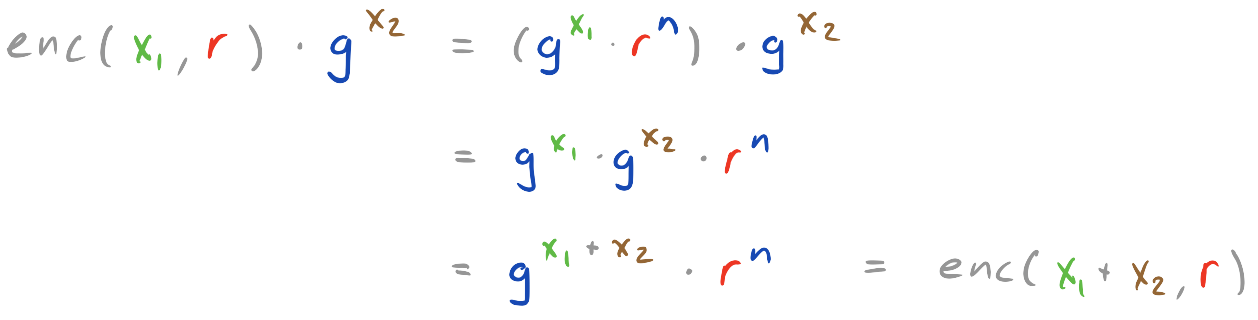 enc( x₁, r ) · g^x₂ = (g^x₁ · r^n) · g^x₂
= g^x₁ · g^x₂ · r^n
= g^x₁ + x₂ · r^n = enc( x₁ + x₂, r)